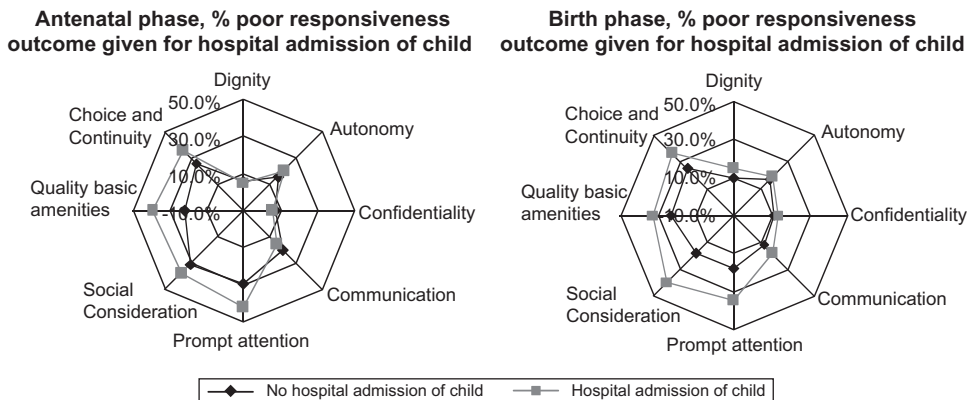 Antenatal phase, % poor responsiveness
outcome given for hospital admission of child
Dignity
50.0%
Choice and
Continuity
Autonomy
30.0%
10.0%
Quality basic
amenities
-10.0%
Confidentiality
Social
Consideration
Communication
Prompt attention
Birth phase, % poor responsiveness
outcome given for hospital admission of child
Dignity
50.0%
Choice and
Continuity
Autonomy
30.0%
10.0%
Quality basic
amenities
-10.0%
Confidentiality
Social
Consideration
Communication
Prompt attention
No hospital admission of child
Hospital admission of child